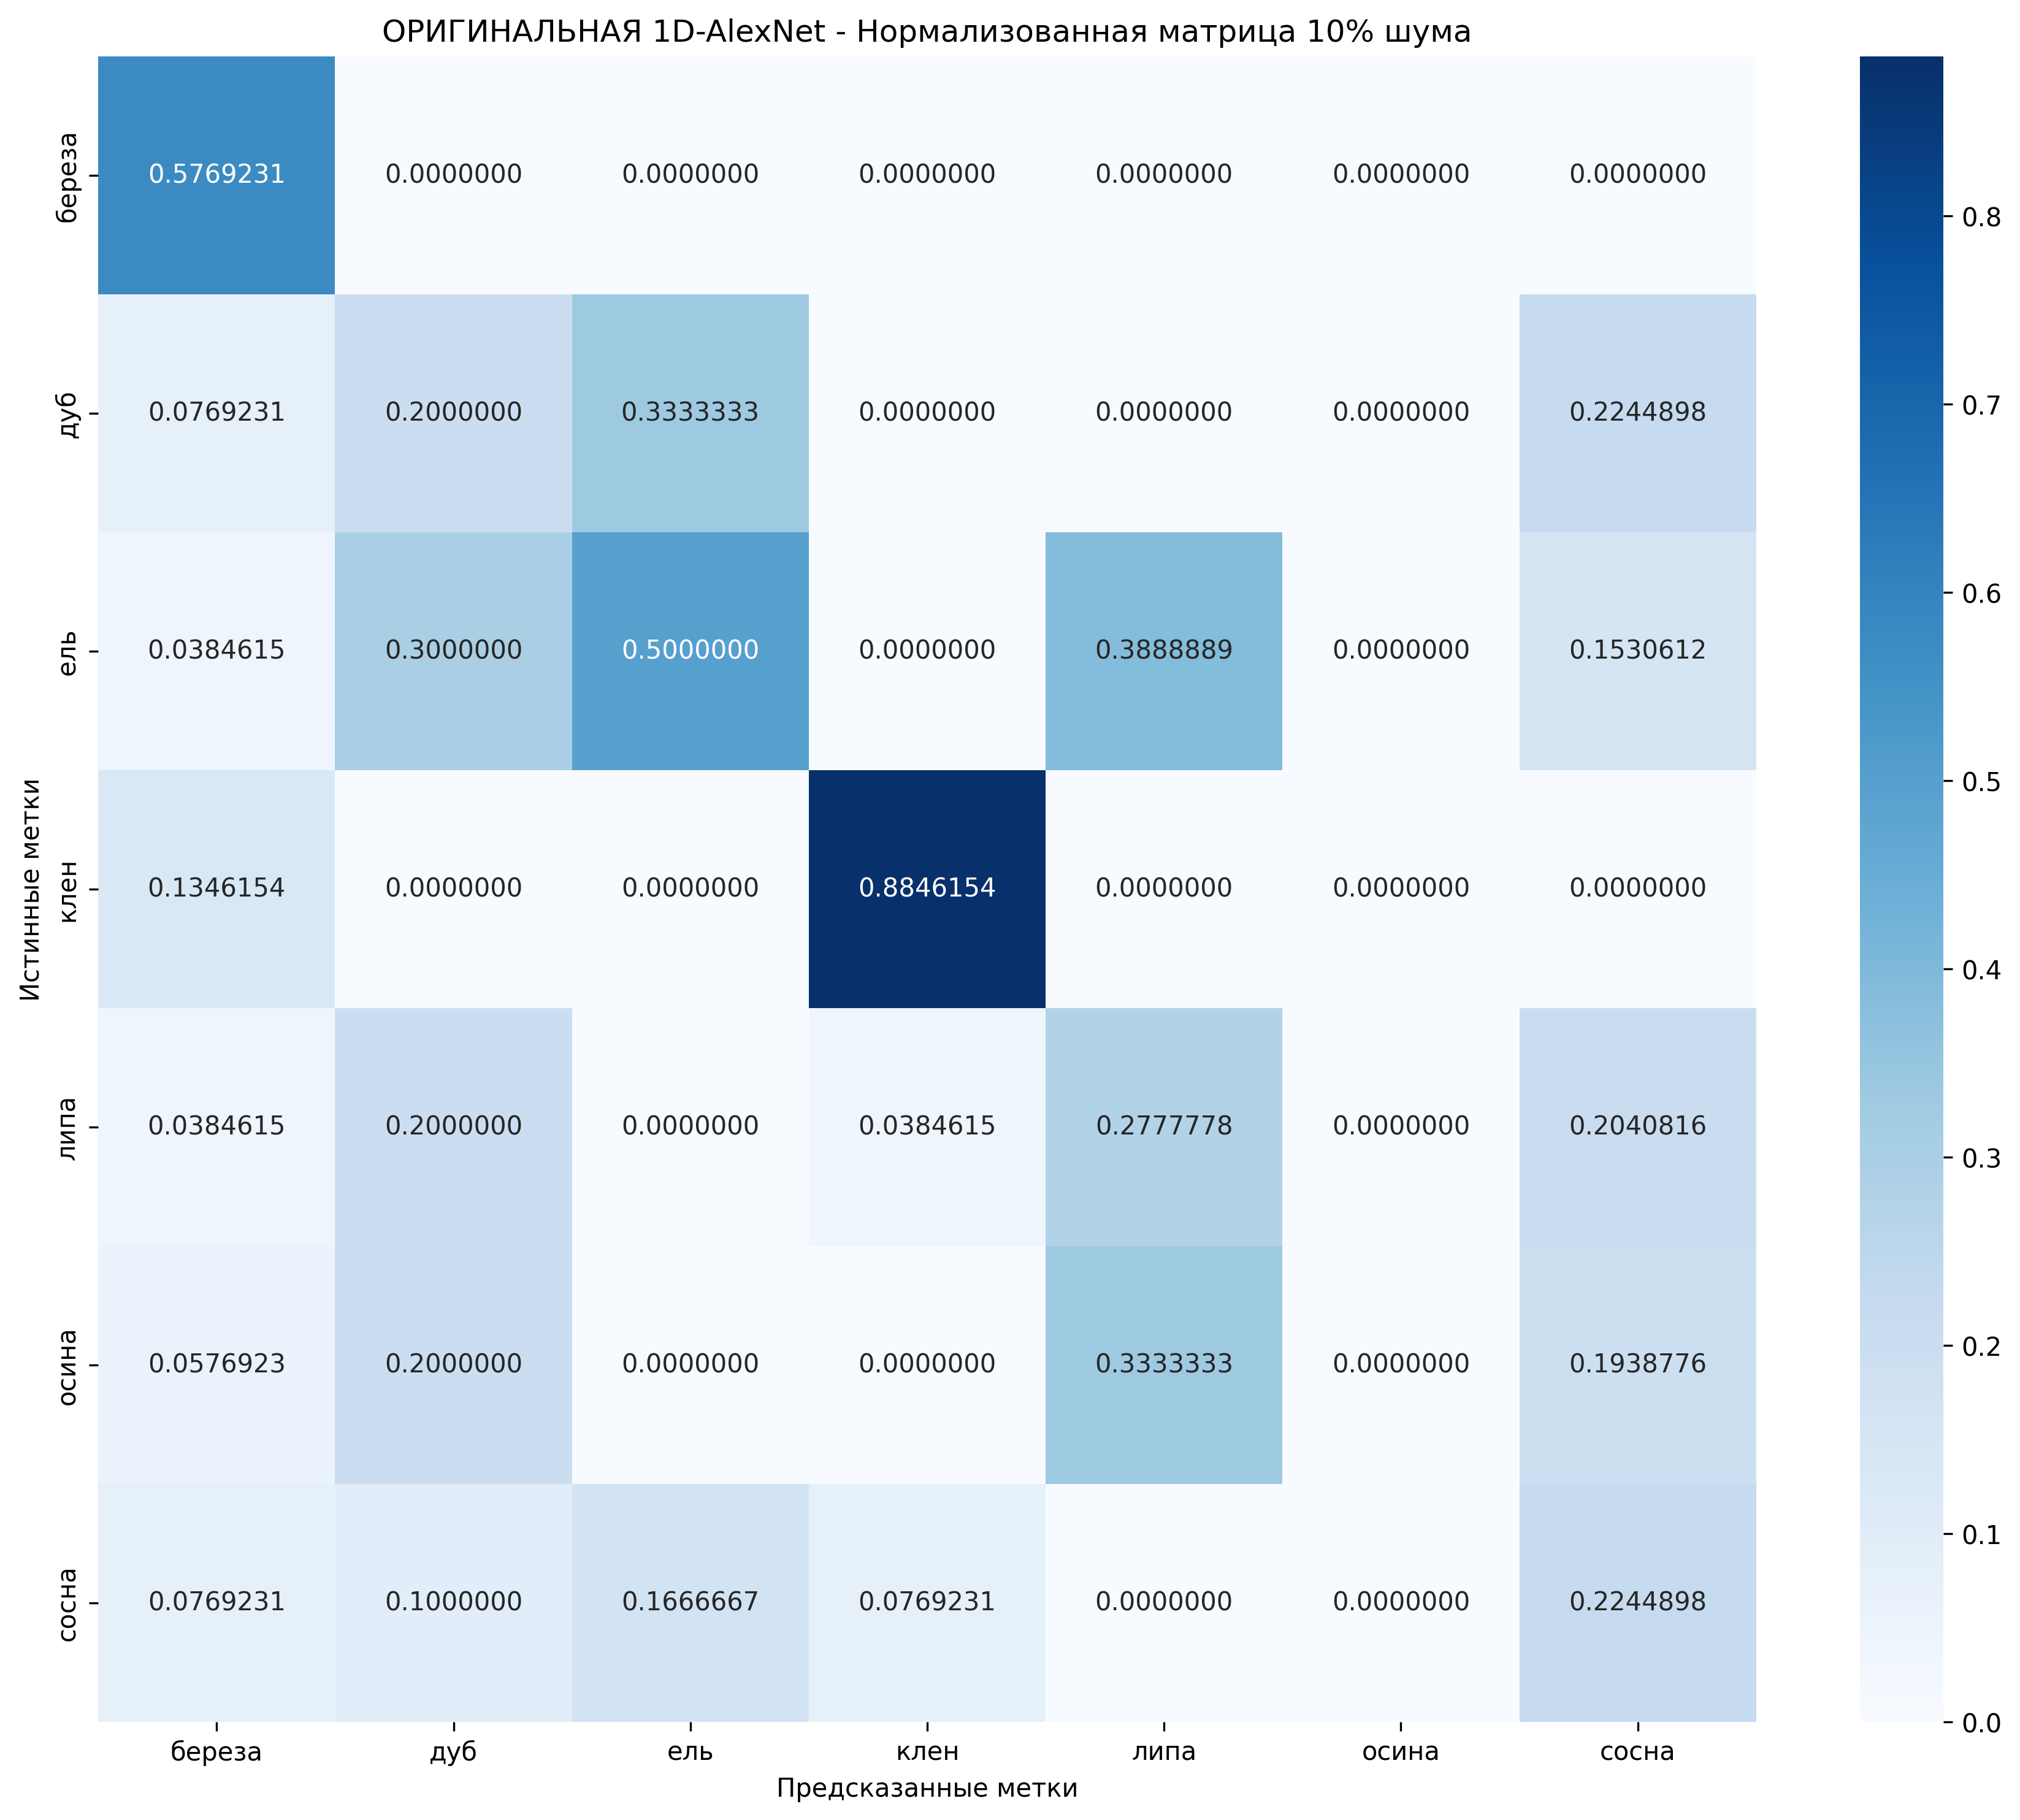 ОРИГИНАЛЬНАЯ 1D-AlexNet - Нормализованная матрица 10% шума
Истинные метки
береза 0.5769231 0.0000000 0.0000000 0.0000000 0.0000000 0.0000000 0.0000000
дуб 0.0769231 0.2000000 0.3333333 0.0000000 0.0000000 0.0000000 0.2244898
ель 0.0384615 0.3000000 0.5000000 0.0000000 0.3888889 0.0000000 0.1530612
клен 0.1346154 0.0000000 0.0000000 0.8846154 0.0000000 0.0000000 0.0000000
липа 0.0384615 0.2000000 0.0000000 0.0384615 0.2777778 0.0000000 0.2040816
осина 0.0576923 0.2000000 0.0000000 0.0000000 0.3333333 0.0000000 0.1938776
сосна 0.0769231 0.1000000 0.1666667 0.0769231 0.0000000 0.0000000 0.2244898
береза дуб ель клен липа осина сосна
Предсказанные метки
0.8
0.7
0.6
0.5
0.4
0.3
0.2
0.1
0.0